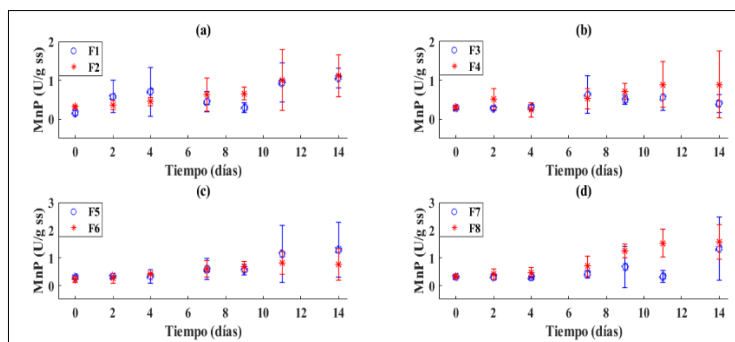 (a)
F1
F2
MnP (U/g ss)
2
1
0
0 2 4 6 8 10 12 14
Tiempo (días)
(b)
F3
F4
MnP (U/g ss)
2
1
0
0 2 4 6 8 10 12 14
Tiempo (días)
(c)
F5
F6
MnP (U/g ss)
3
2
1
0
0 2 4 6 8 10 12 14
Tiempo (días)
(d)
F7
F8
MnP (U/g ss)
3
2
1
0
0 2 4 6 8 10 12 14
Tiempo (días)